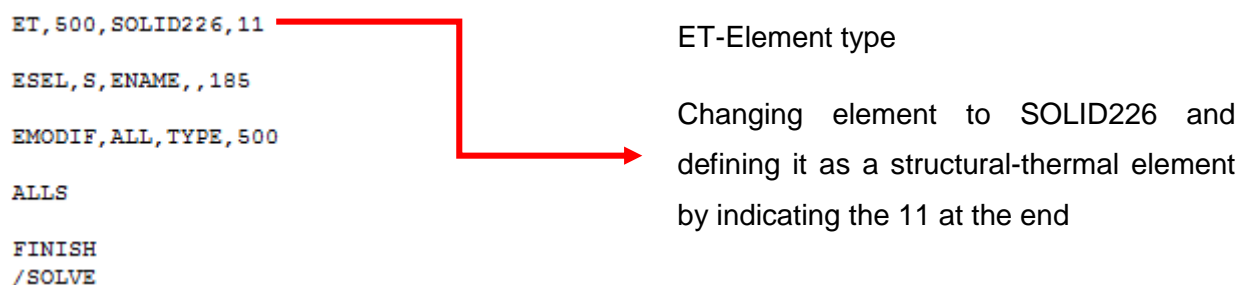 ET,500,SOLID226,11
ESEL,S,ENAME,,185
EMODIF,ALL,TYPE,500
ALLS
FINISH
/SOLVE
ET-Element type
Changing element to SOLID226 and
defining it as a structural-thermal element
by indicating the 11 at the end